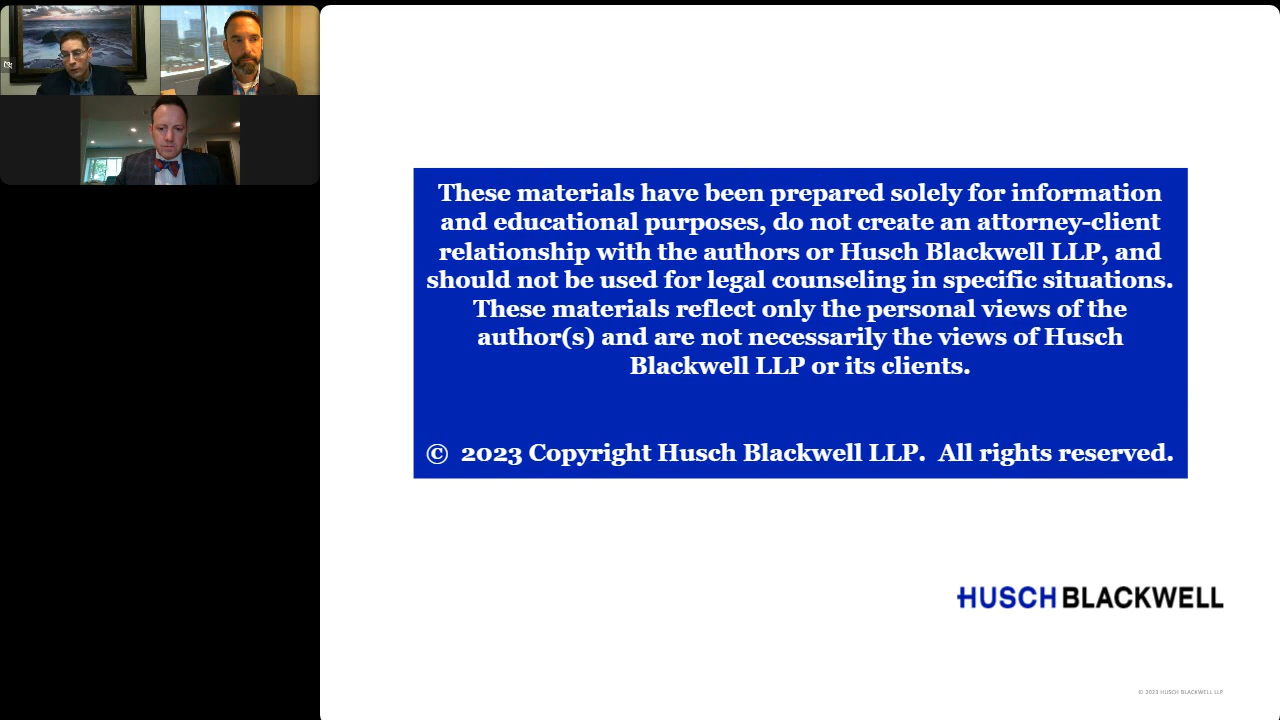 These materials have been prepared solely for information
and educational purposes, do not create an attorney-client
relationship with the authors or Husch Blackwell LLP, and
should not be used for legal counseling in specific situations.
These materials reflect only the personal views of the
author(s) and are not necessarily the views of Husch
Blackwell LLP or its clients.
© 2023 Copyright Husch Blackwell LLP. All rights reserved.
HUSCH BLACKWELL
© 2023 HUSCH BLACKWELL LLP